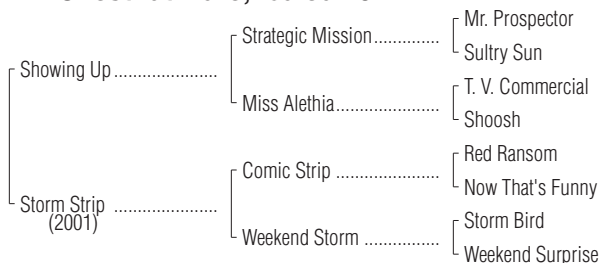 Mr. Prospector
Strategic Mission
Sultry Sun
Showing Up
T. V. Commercial
Miss Alethia
Shoosh
Red Ransom
Comic Strip
Now That's Funny
Storm Strip
(2001)
Storm Bird
Weekend Storm
Weekend Surprise